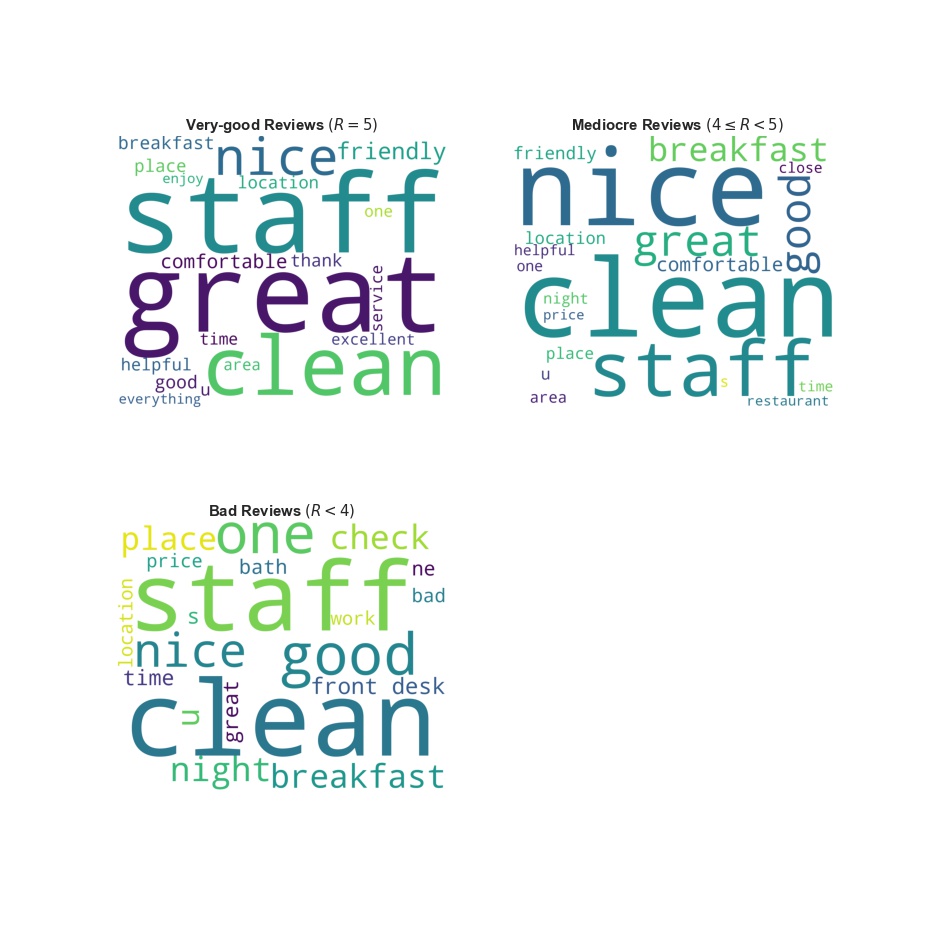 Very-good Reviews (R = 5)
breakfast nice friendly
place
enjoy location
staff one
comfortable thank
great service
time excellent
helpful area clean
good u
everything
Mediocre Reviews (4 ≤ R < 5)
friendly breakfast
nice close
good
location great
helpful
one comfortable
clean
night
price
place staff
u s time
area restaurant
Bad Reviews (R < 4)
place one check
price bath ne
staff bad
location s work
nice good
time front desk
u great clean
night breakfast